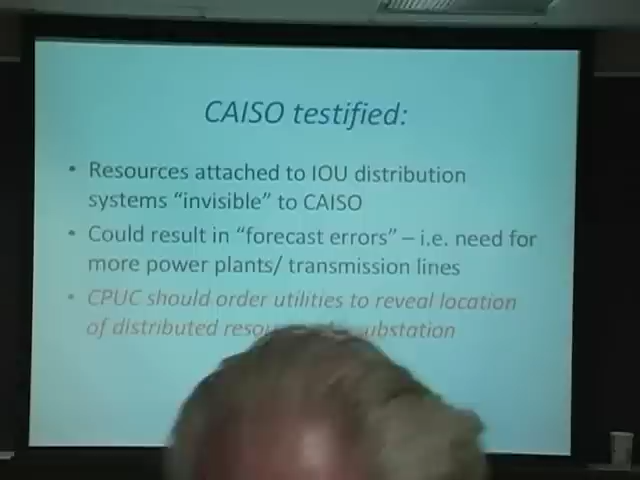 CAISO testified:
• Resources attached to IOU distribution
systems “invisible” to CAISO
• Could result in “forecast errors” – i.e. need for
more power plants/ transmission lines
• CPUC should order utilities to reveal location
of distributed